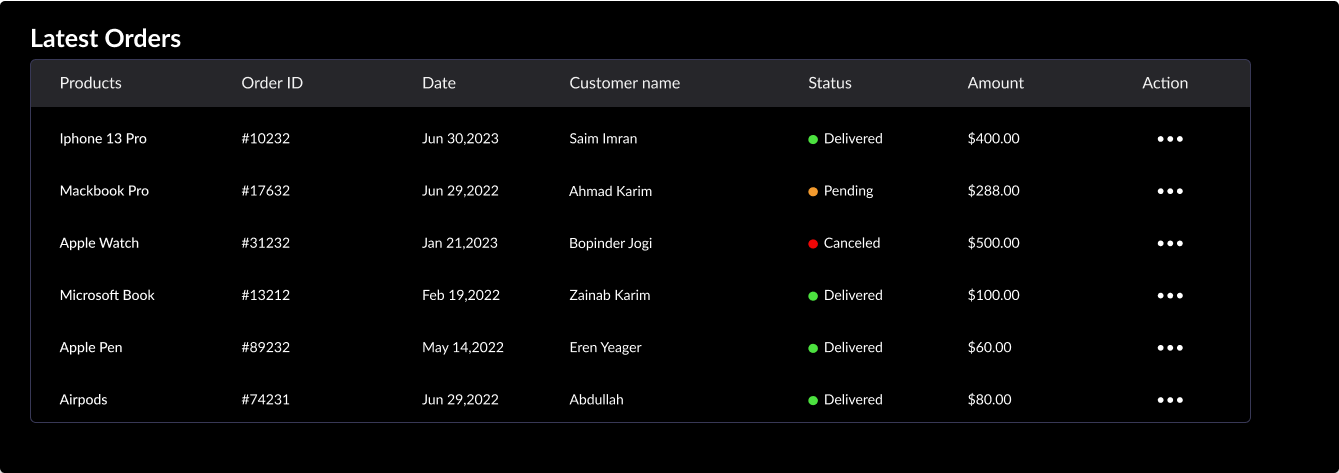 Latest Orders
Products Order ID Date Customer name Status Amount Action
Iphone 13 Pro #10232 Jun 30,2023 Saim Imran Delivered $400.00
Mackbook Pro #17632 Jun 29,2022 Ahmad Karim Pending $288.00
Apple Watch #31232 Jan 21,2023 Bopinder Jogi Canceled $500.00
Microsoft Book #13212 Feb 19,2022 Zainab Karim Delivered $100.00
Apple Pen #89232 May 14,2022 Eren Yeager Delivered $60.00
Airpods #74231 Jun 29,2022 Abdullah Delivered $80.00